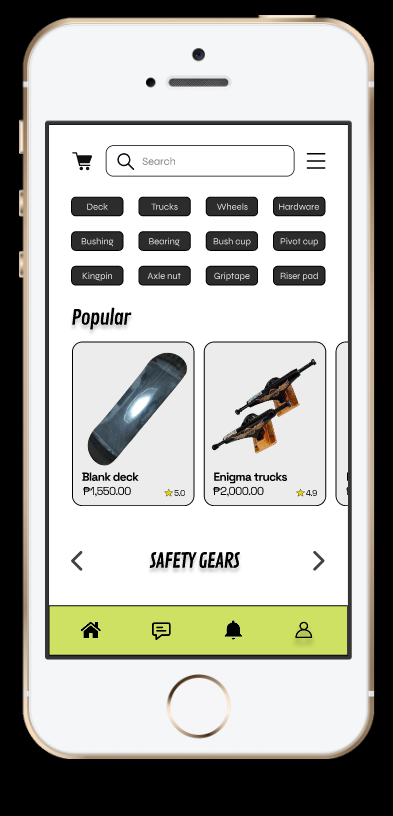 Search
Deck Trucks Wheels Hardware
Bushing Bearing Bush cup Pivot cup
Kingpin Axle nut Griptape Riser pad
Popular
Blank deck Enigma trucks
₱1,550.00 5.0 ₱2,000.00 4.9
SAFETY GEARS